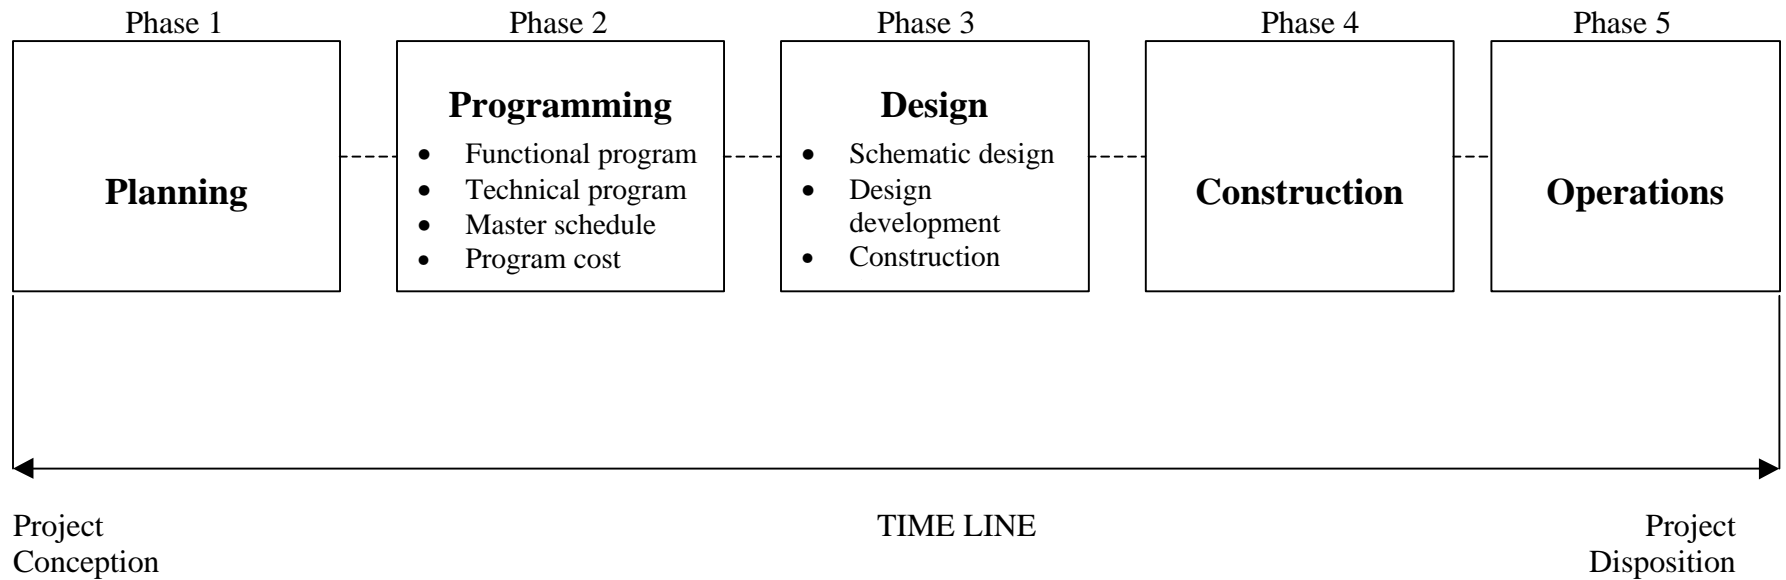 Phase 1
Phase 2
Phase 3
Phase 4
Phase 5
Planning
Programming
• Functional program
• Technical program
• Master schedule
• Program cost
Design
• Schematic design
• Design
development
• Construction
Construction
Operations
Project
Conception
TIME LINE
Project
Disposition